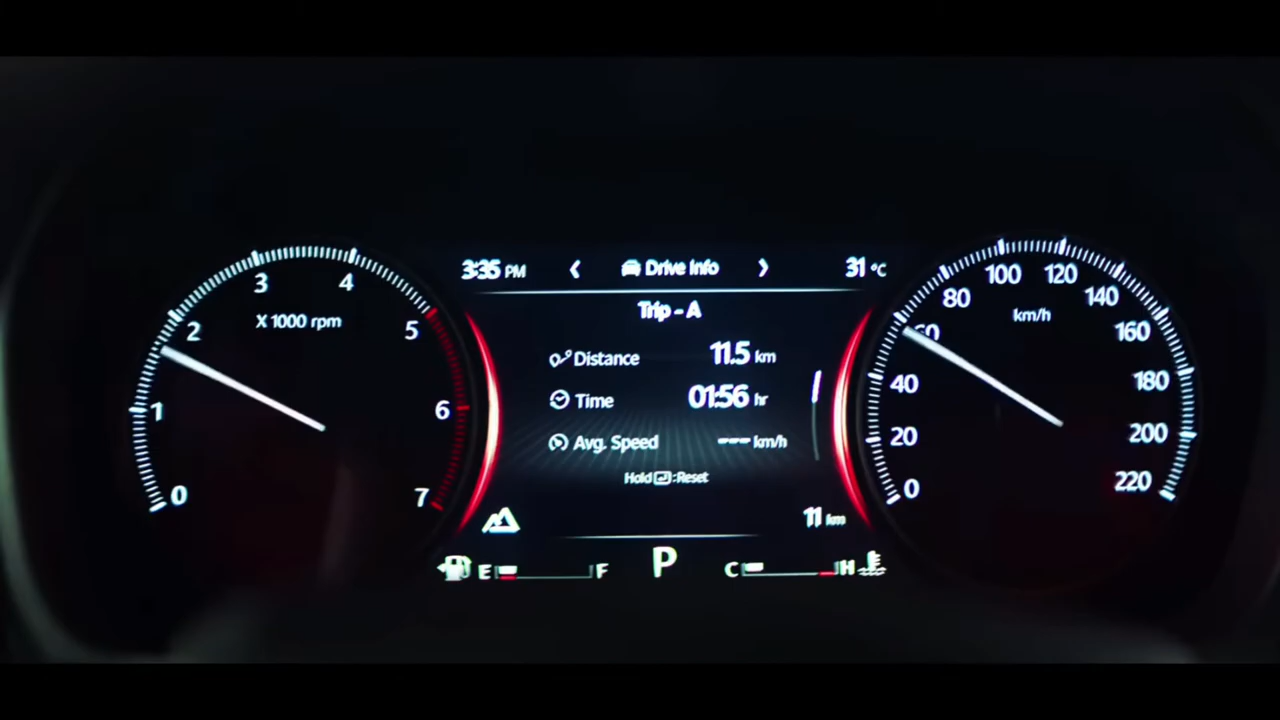 3:35 PM
Drive Info
31 °C
Trip - A
Distance 11.5 km
Time 01:56 hr
Avg. Speed --- km/h
Hold :Reset
11 km
E F
P
C H
0
1
2
3
4
5
6
7
X 1000 rpm
0
20
40
60
80
100
120
140
160
180
200
220
km/h